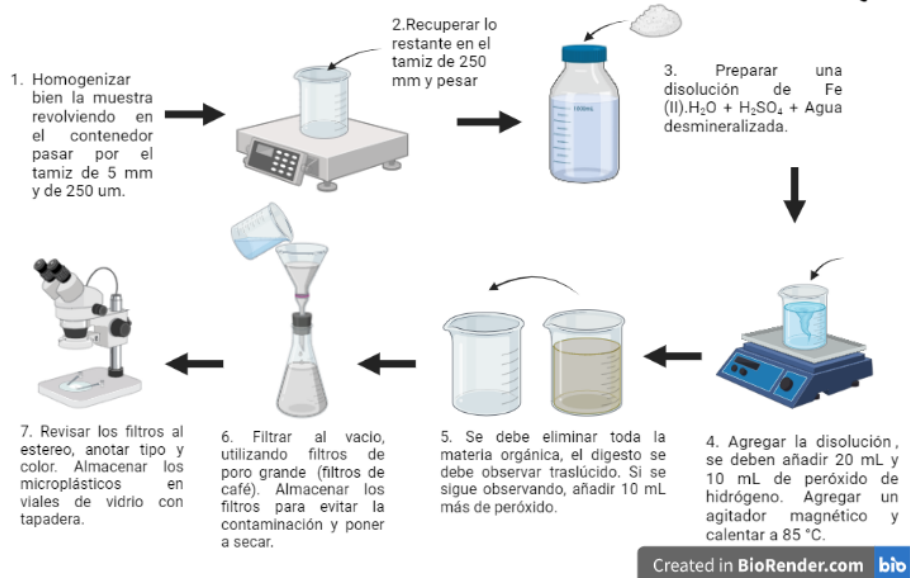 1. Homogenizar
bien la muestra
revolviendo en
el contenedor
pasar por el
tamiz de 5 mm
y de 250 um.
2.Recuperar lo
restante en el
tamiz de 250
mm y pesar
1000mL
3. Preparar una
disolución de Fe
(II).H₂O + H₂SO₄ + Agua
desmineralizada.
4. Agregar la disolución ,
se deben añadir 20 mL y
10 mL de peróxido de
hidrógeno. Agregar un
agitador magnético y
calentar a 85 °C.
5. Se debe eliminar toda la
materia orgánica, el digesto se
debe observar traslúcido. Si se
sigue observando, añadir 10 mL
más de peróxido.
6. Filtrar al vacio,
utilizando filtros de
poro grande (filtros de
café). Almacenar los
filtros para evitar la
contaminación y poner
a secar.
7. Revisar los filtros al
estereo, anotar tipo y
color. Almacenar los
microplásticos en
viales de vidrio con
tapadera.
Created in BioRender.com bio